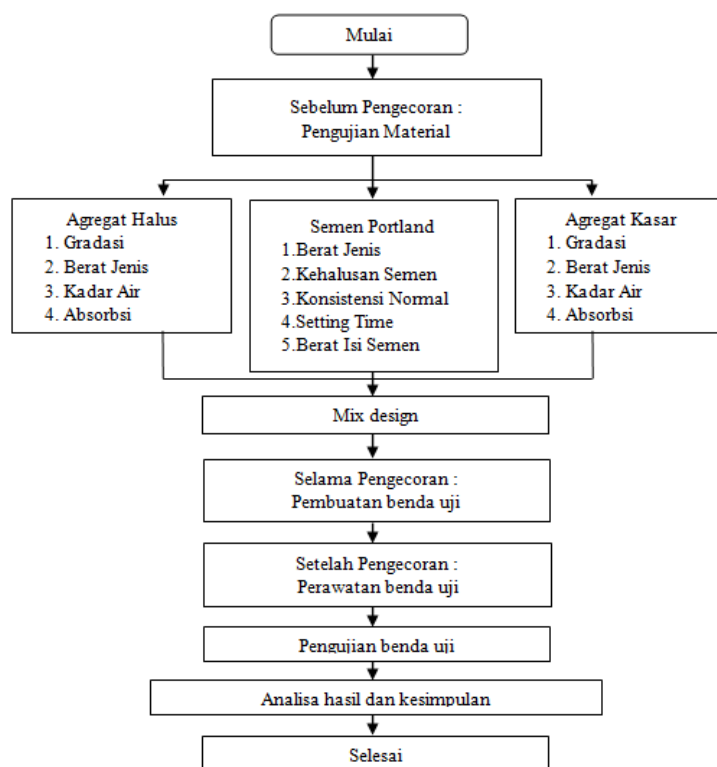 Mulai
Sebelum Pengecoran :
Pengujian Material
Agregat Halus
1. Gradasi
2. Berat Jenis
3. Kadar Air
4. Absorbsi
Semen Portland
1.Berat Jenis
2.Kehalusan Semen
3.Konsistensi Normal
4.Setting Time
5.Berat Isi Semen
Agregat Kasar
1. Gradasi
2. Berat Jenis
3. Kadar Air
4. Absorbsi
Mix design
Selama Pengecoran :
Pembuatan benda uji
Setelah Pengecoran :
Perawatan benda uji
Pengujian benda uji
Analisa hasil dan kesimpulan
Selesai